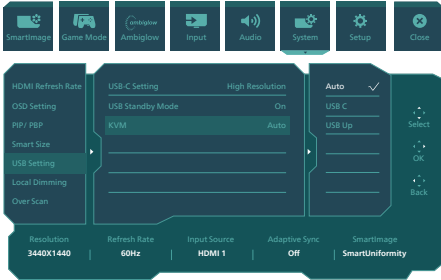 ambiglow
SmartImage Game Mode Ambiglow Input Audio System Setup Close
HDMI Refresh Rate
OSD Setting
PIP/ PBP
Smart Size
USB Setting
Local Dimming
Over Scan
USB-C Setting High Resolution
USB Standby Mode On
KVM Auto
Auto
USB C
USB Up
Select
OK
Back
Resolution Refresh Rate Input Source Adaptive Sync SmartImage
3440X1440 | 60Hz | HDMI 1 | Off | SmartUniformity